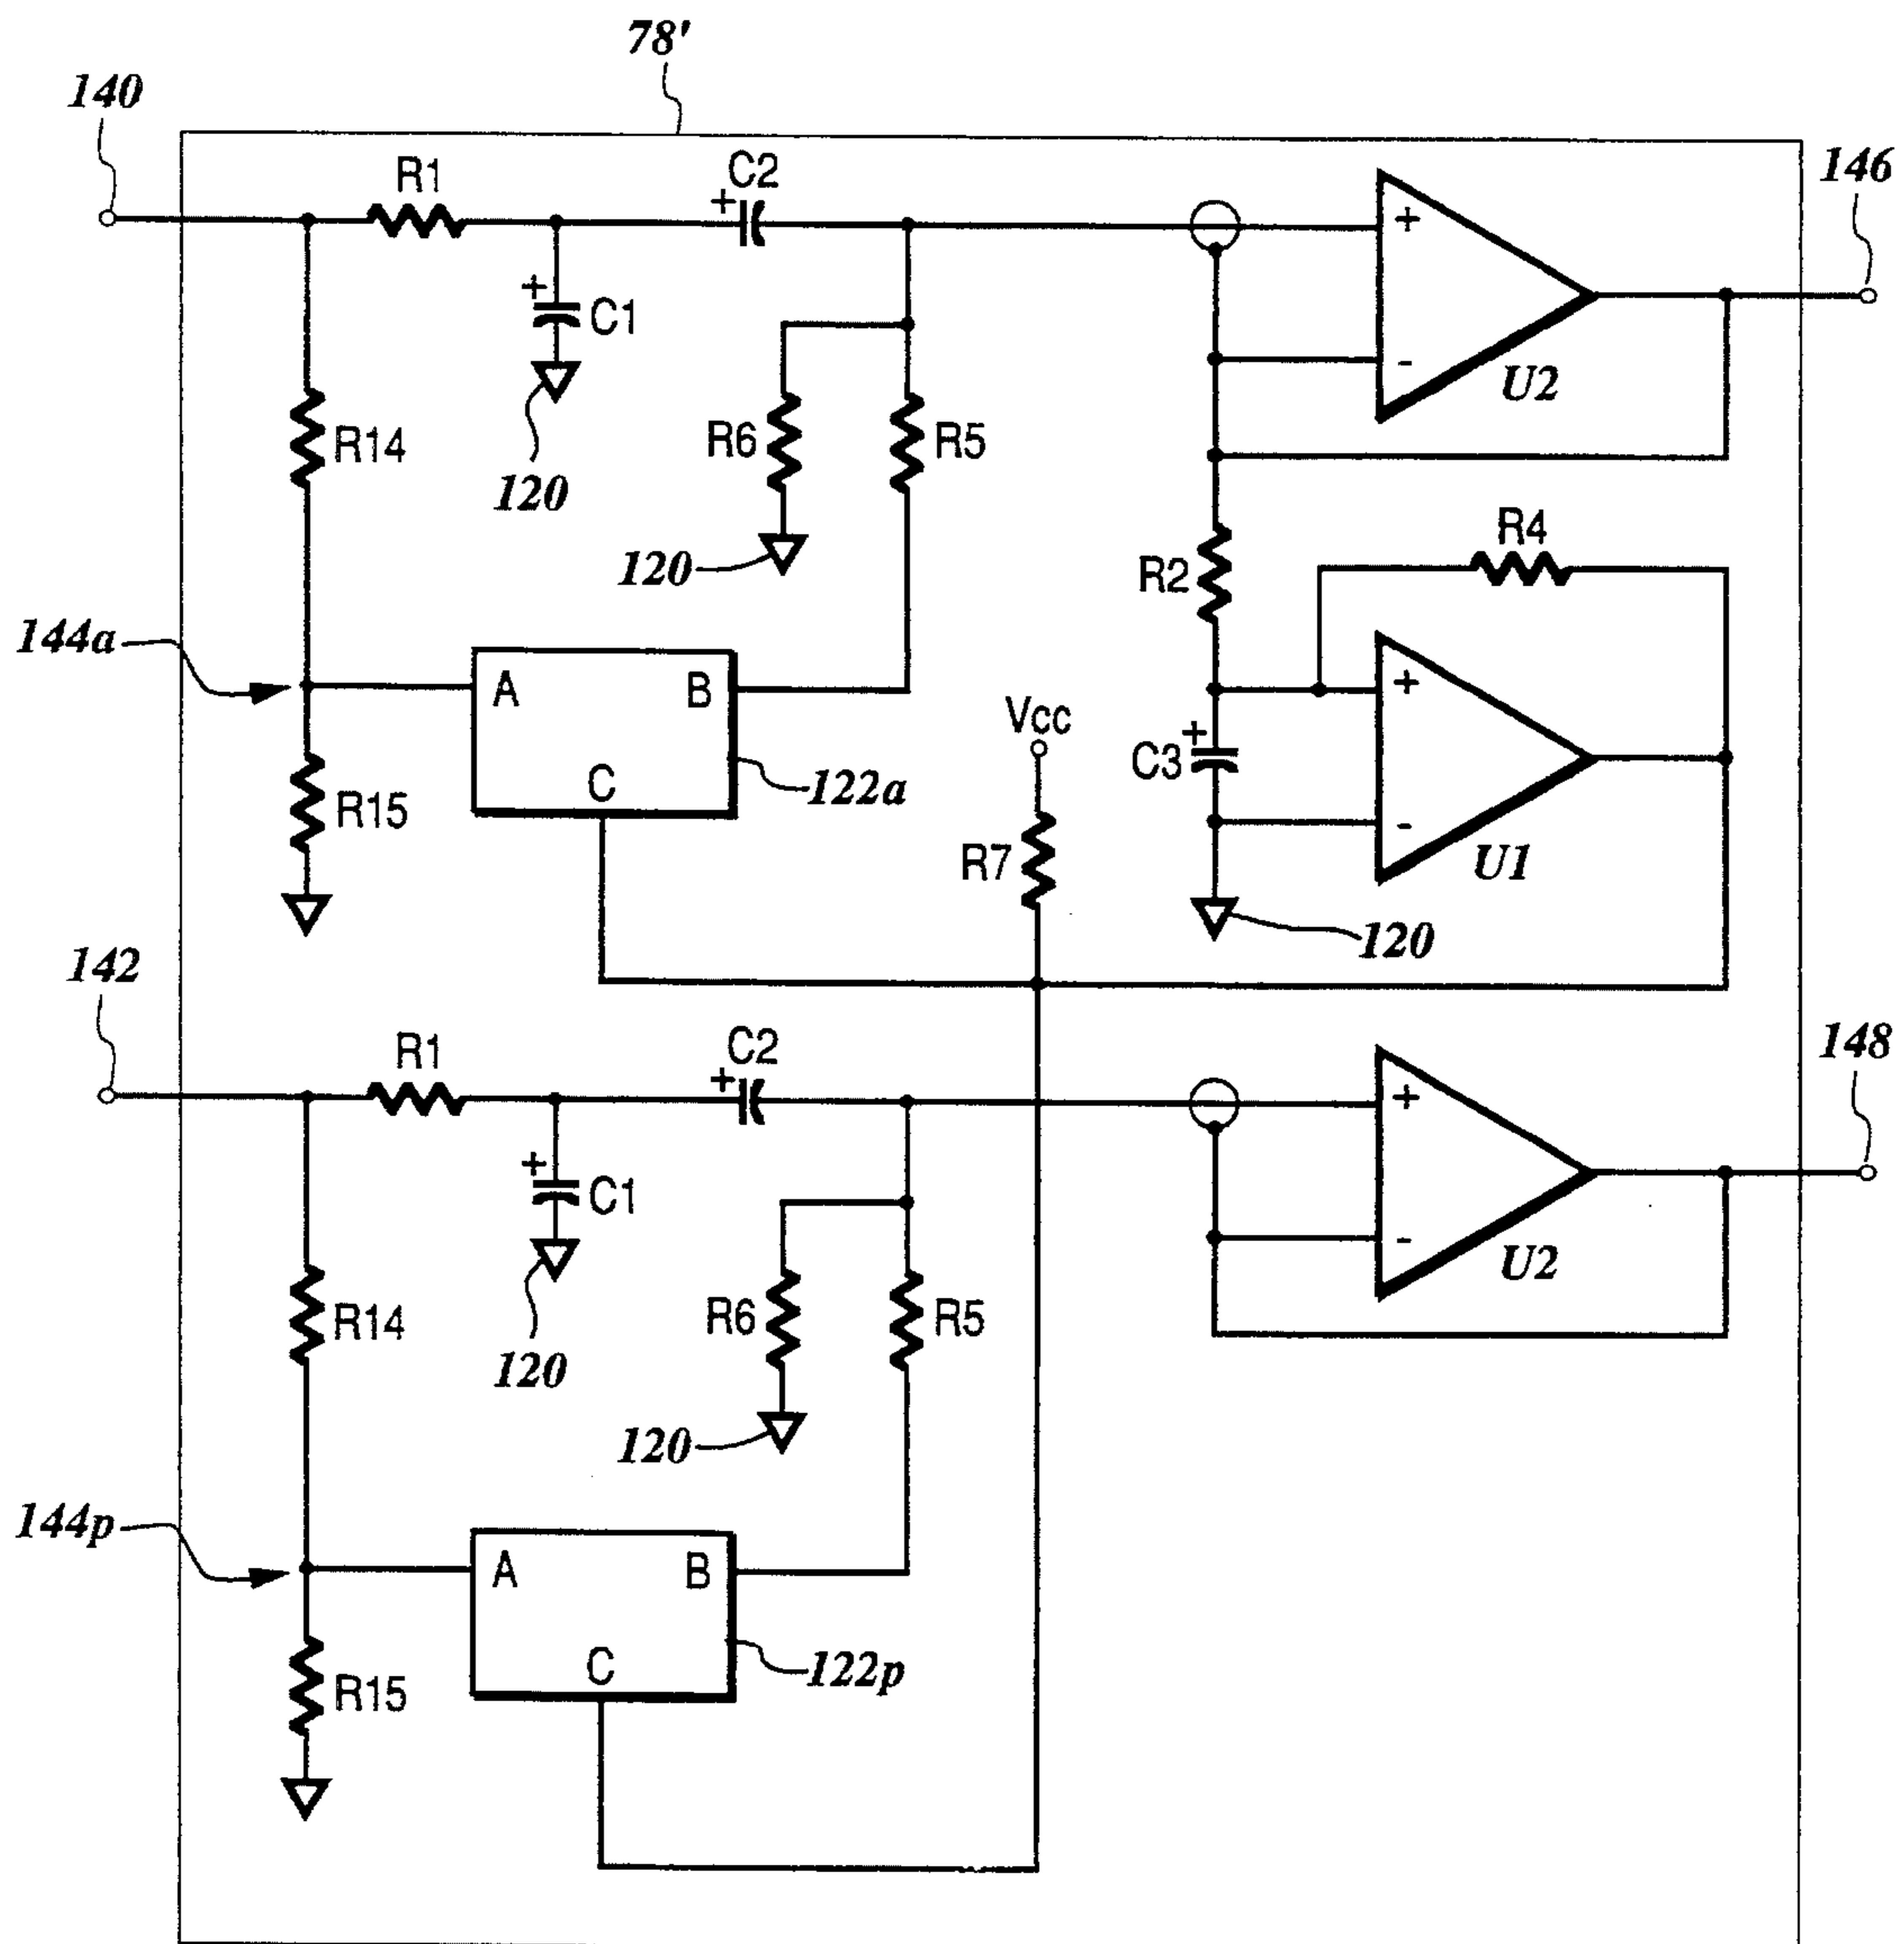 78'
140
R1
C2
+
146
+
+
C1
-
U2
R14
R6
R5
120
120
R4
R2
144a
A
B
+
Vcc
+
C3
C
122a
R15
R7
-
U1
120
142
R1
C2
+
148
+
+
C1
-
U2
R14
R6
R5
120
120
144p
A
B
C
122p
R15